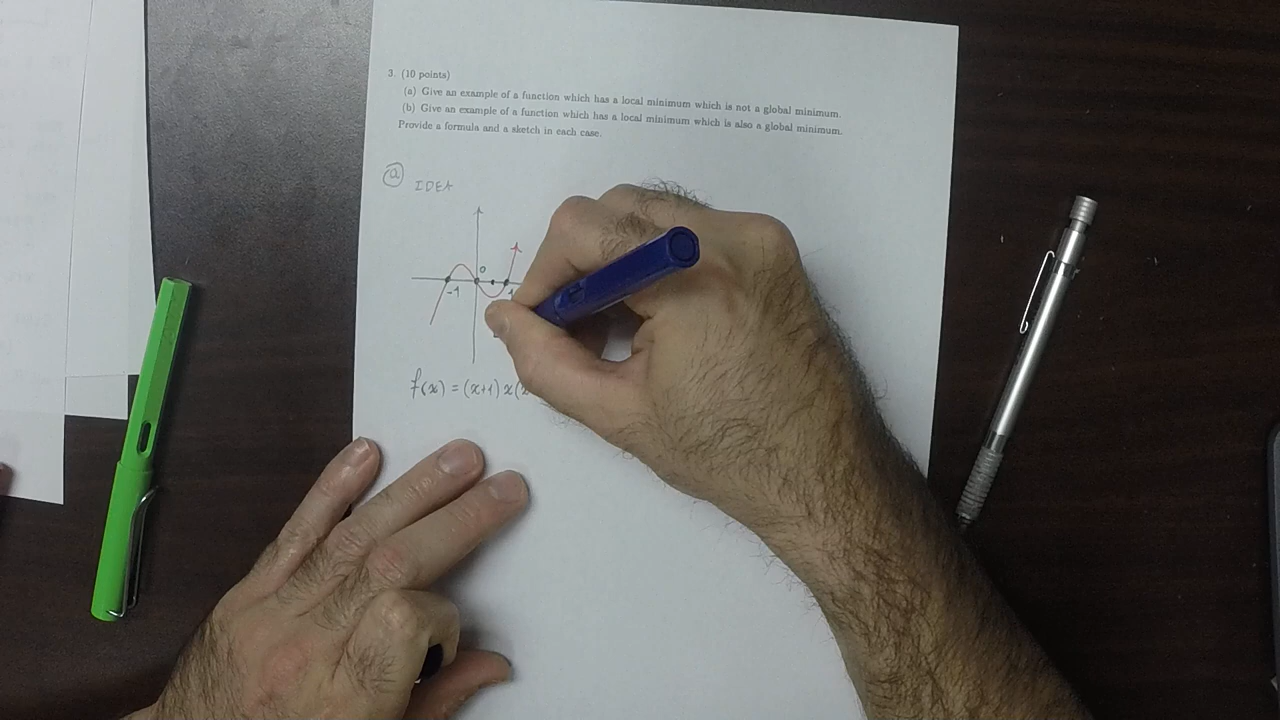 3. (10 points)
(a) Give an example of a function which has a local minimum which is not a global minimum.
(b) Give an example of a function which has a local minimum which is also a global minimum.
Provide a formula and a sketch in each case.
(a) IDEA
0
-1 1
f(x) = (x+1) x (x